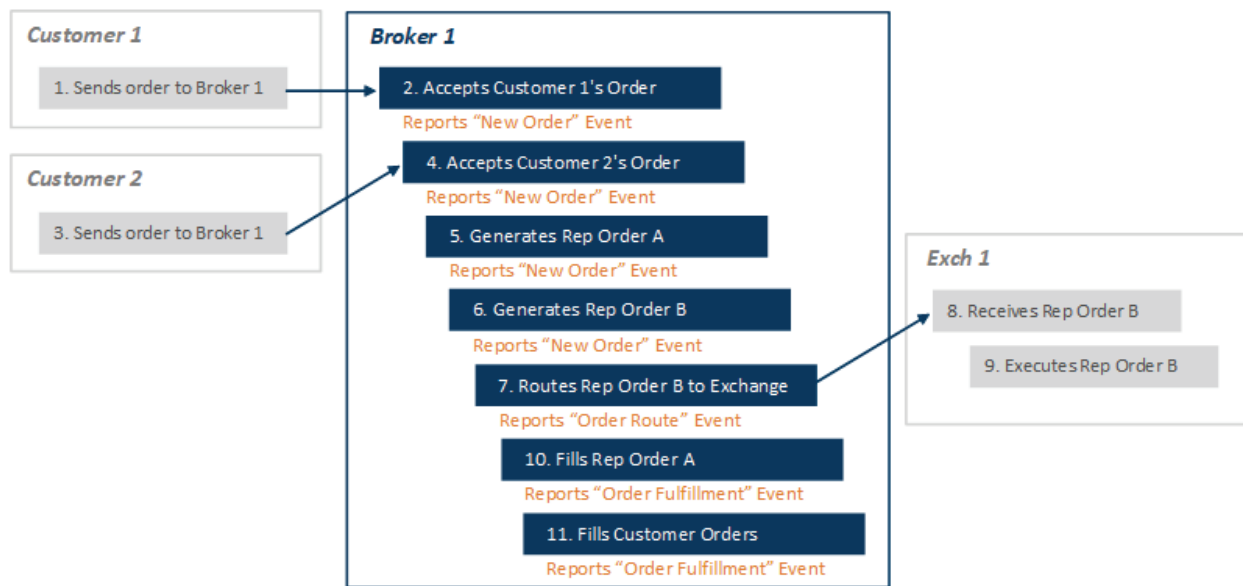 Customer 1
1. Sends order to Broker 1
Customer 2
3. Sends order to Broker 1
Broker 1
2. Accepts Customer 1's Order
Reports “New Order” Event
4. Accepts Customer 2's Order
Reports “New Order” Event
5. Generates Rep Order A
Reports “New Order” Event
6. Generates Rep Order B
Reports “New Order” Event
7. Routes Rep Order B to Exchange
Reports “Order Route” Event
10. Fills Rep Order A
Reports “Order Fulfillment” Event
11. Fills Customer Orders
Reports “Order Fulfillment” Event
Exch 1
8. Receives Rep Order B
9. Executes Rep Order B